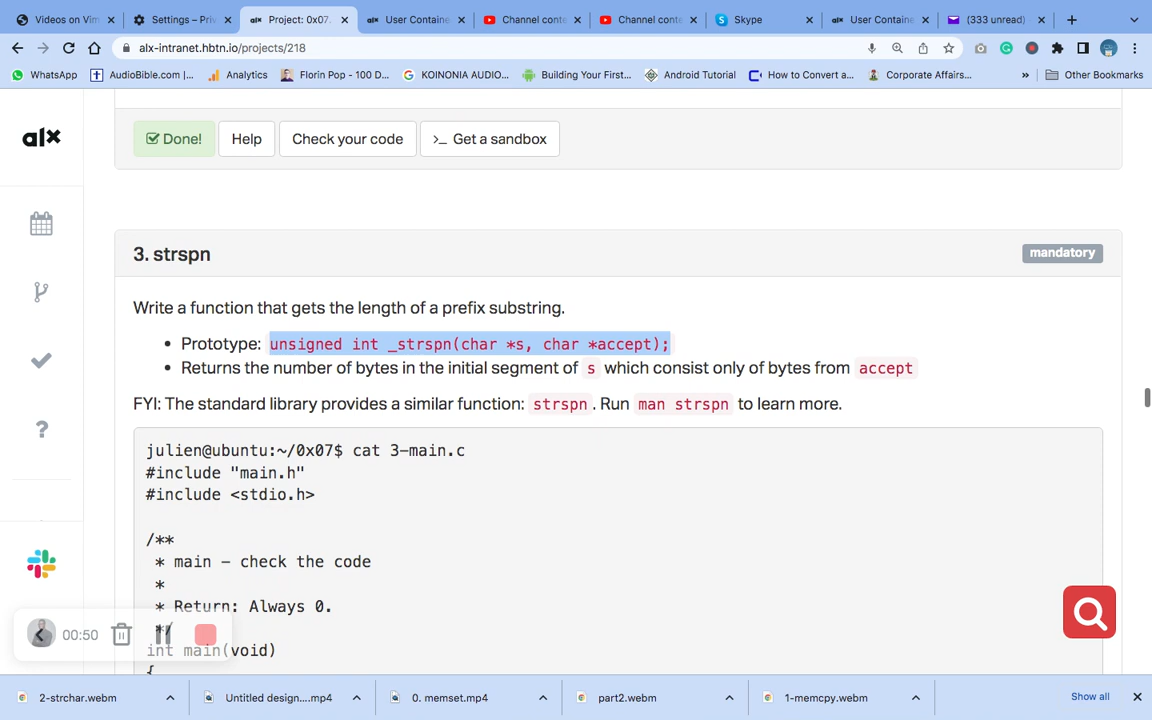 Videos on Vim
Settings – Priv
Project: 0x07.
User Containe
Channel conte
Channel conte
Skype
User Containe
(333 unread)
alx-intranet.hbtn.io/projects/218
WhatsApp
AudioBible.com |...
Analytics
Florin Pop - 100 D...
KOINONIA AUDIO...
Building Your First...
Android Tutorial
How to Convert a...
Corporate Affairs...
»
Other Bookmarks
alx
Done!
Help
Check your code
>_ Get a sandbox
3. strspn
mandatory
Write a function that gets the length of a prefix substring.
• Prototype: unsigned int _strspn(char *s, char *accept);
• Returns the number of bytes in the initial segment of s which consist only of bytes from accept
FYI: The standard library provides a similar function: strspn. Run man strspn to learn more.
julien@ubuntu:~/0x07$ cat 3-main.c
#include "main.h"
#include <stdio.h>
/**
* main - check the code
*
* Return: Always 0.
*/
int main(void)
{
00:50
2-strchar.webm
Untitled design....mp4
0. memset.mp4
part2.webm
1-memcpy.webm
Show all